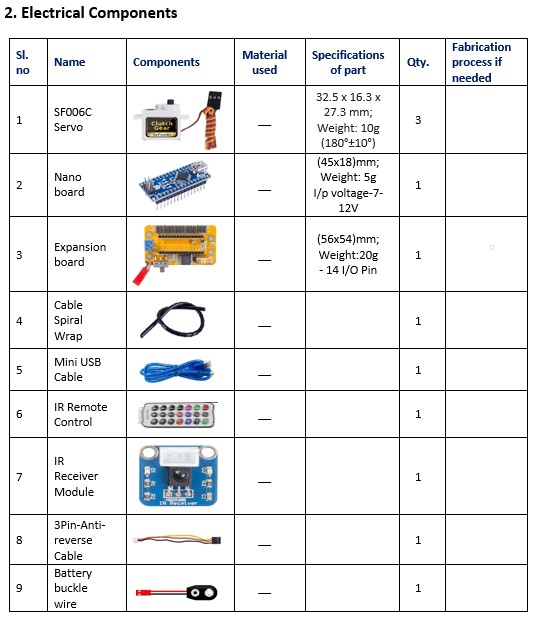 2. Electrical Components
Sl.
no
Name
Components
Material
used
Specifications
of part
Qty.
Fabrication
process if
needed
1
SF006C
Servo
Clutch
Gear
—
32.5 x 16.3 x
27.3 mm;
Weight: 10g
(180°±10°)
3
2
Nano
board
—
(45x18)mm;
Weight: 5g
I/p voltage-7-
12V
1
3
Expansion
board
—
(56x54)mm;
Weight:20g
- 14 I/O Pin
1
4
Cable
Spiral
Wrap
—
1
5
Mini USB
Cable
—
1
6
IR Remote
Control
—
1
7
IR
Receiver
Module
IR Receiver
—
1
8
3Pin-Anti-
reverse
Cable
—
1
9
Battery
buckle
wire
—
1